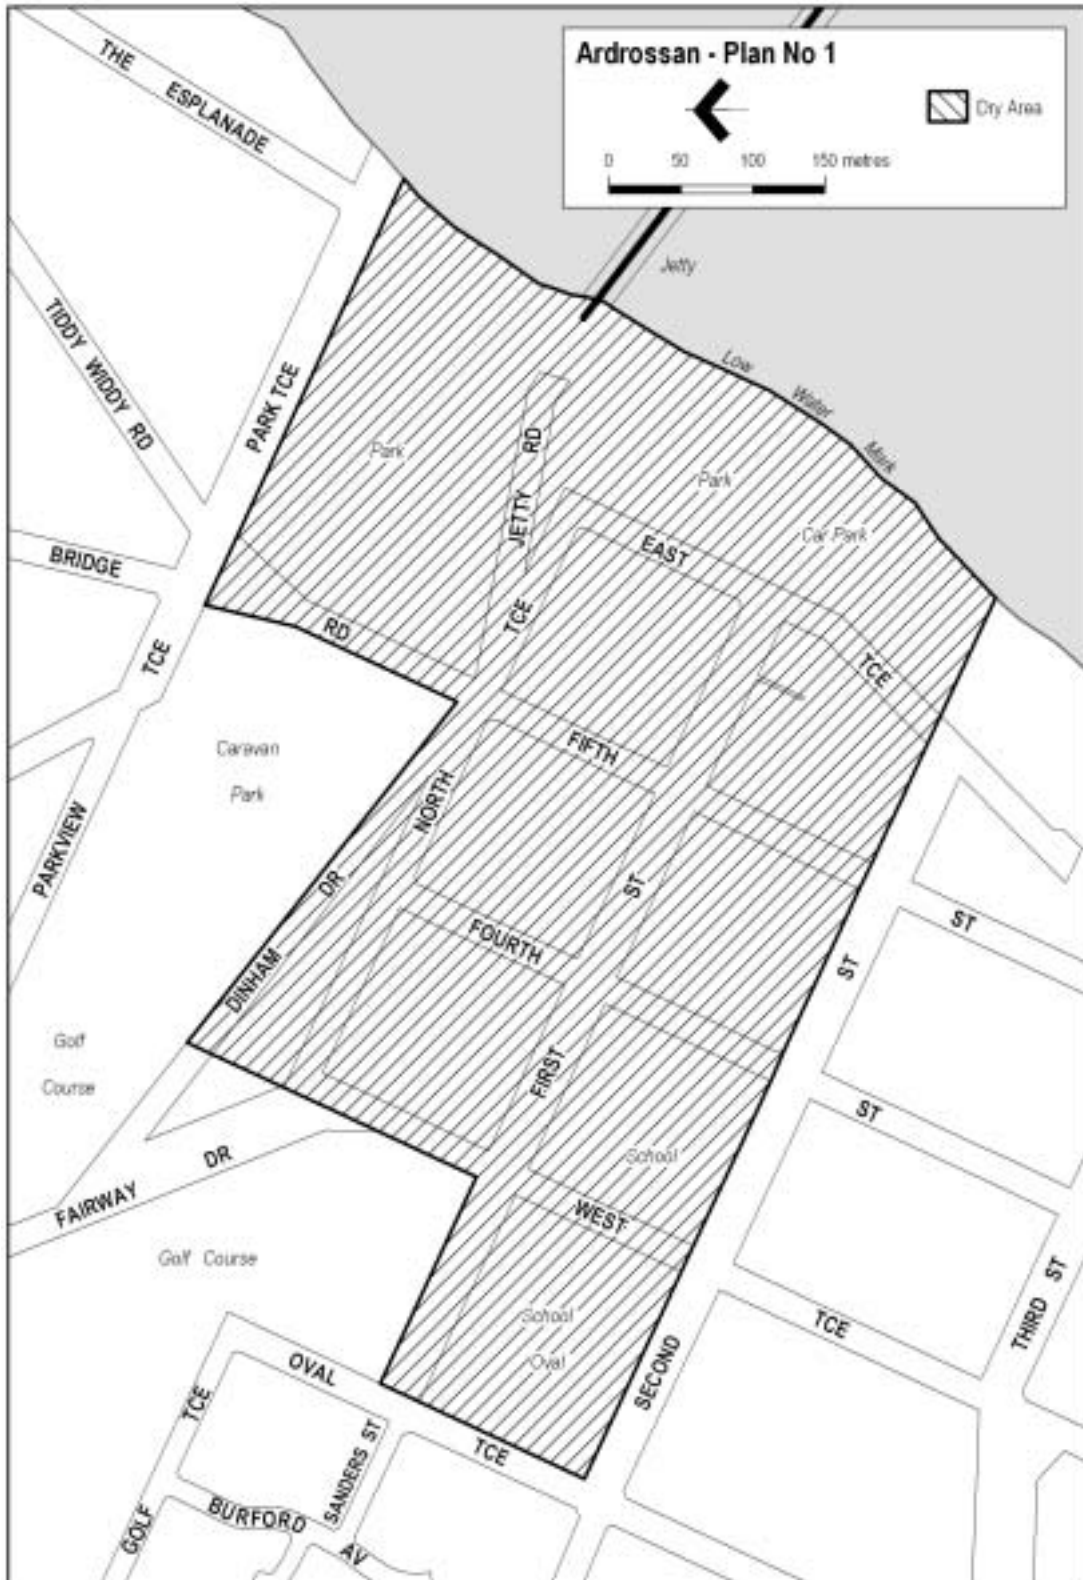 Ardrossan - Plan No 1
Dry Area
0 50 100 150 metres
THE ESPLANADE
Jetty
TIDDY WIDDY RD
PARK TCE
Low Water Mark
Park
Park
JETTY RD
Car Park
EAST TCE
BRIDGE RD
TCE
TCE
FIFTH ST
Caravan
Park
NORTH
PARKVIEW
DINHAM DR
ST
FOURTH ST
Golf
Course
FIRST
ST
School
FAIRWAY DR
WEST TCE
Golf Course
School
Oval
SECOND
THIRD ST
OVAL TCE
GOLF TCE
SANDERS ST
BURFORD AV